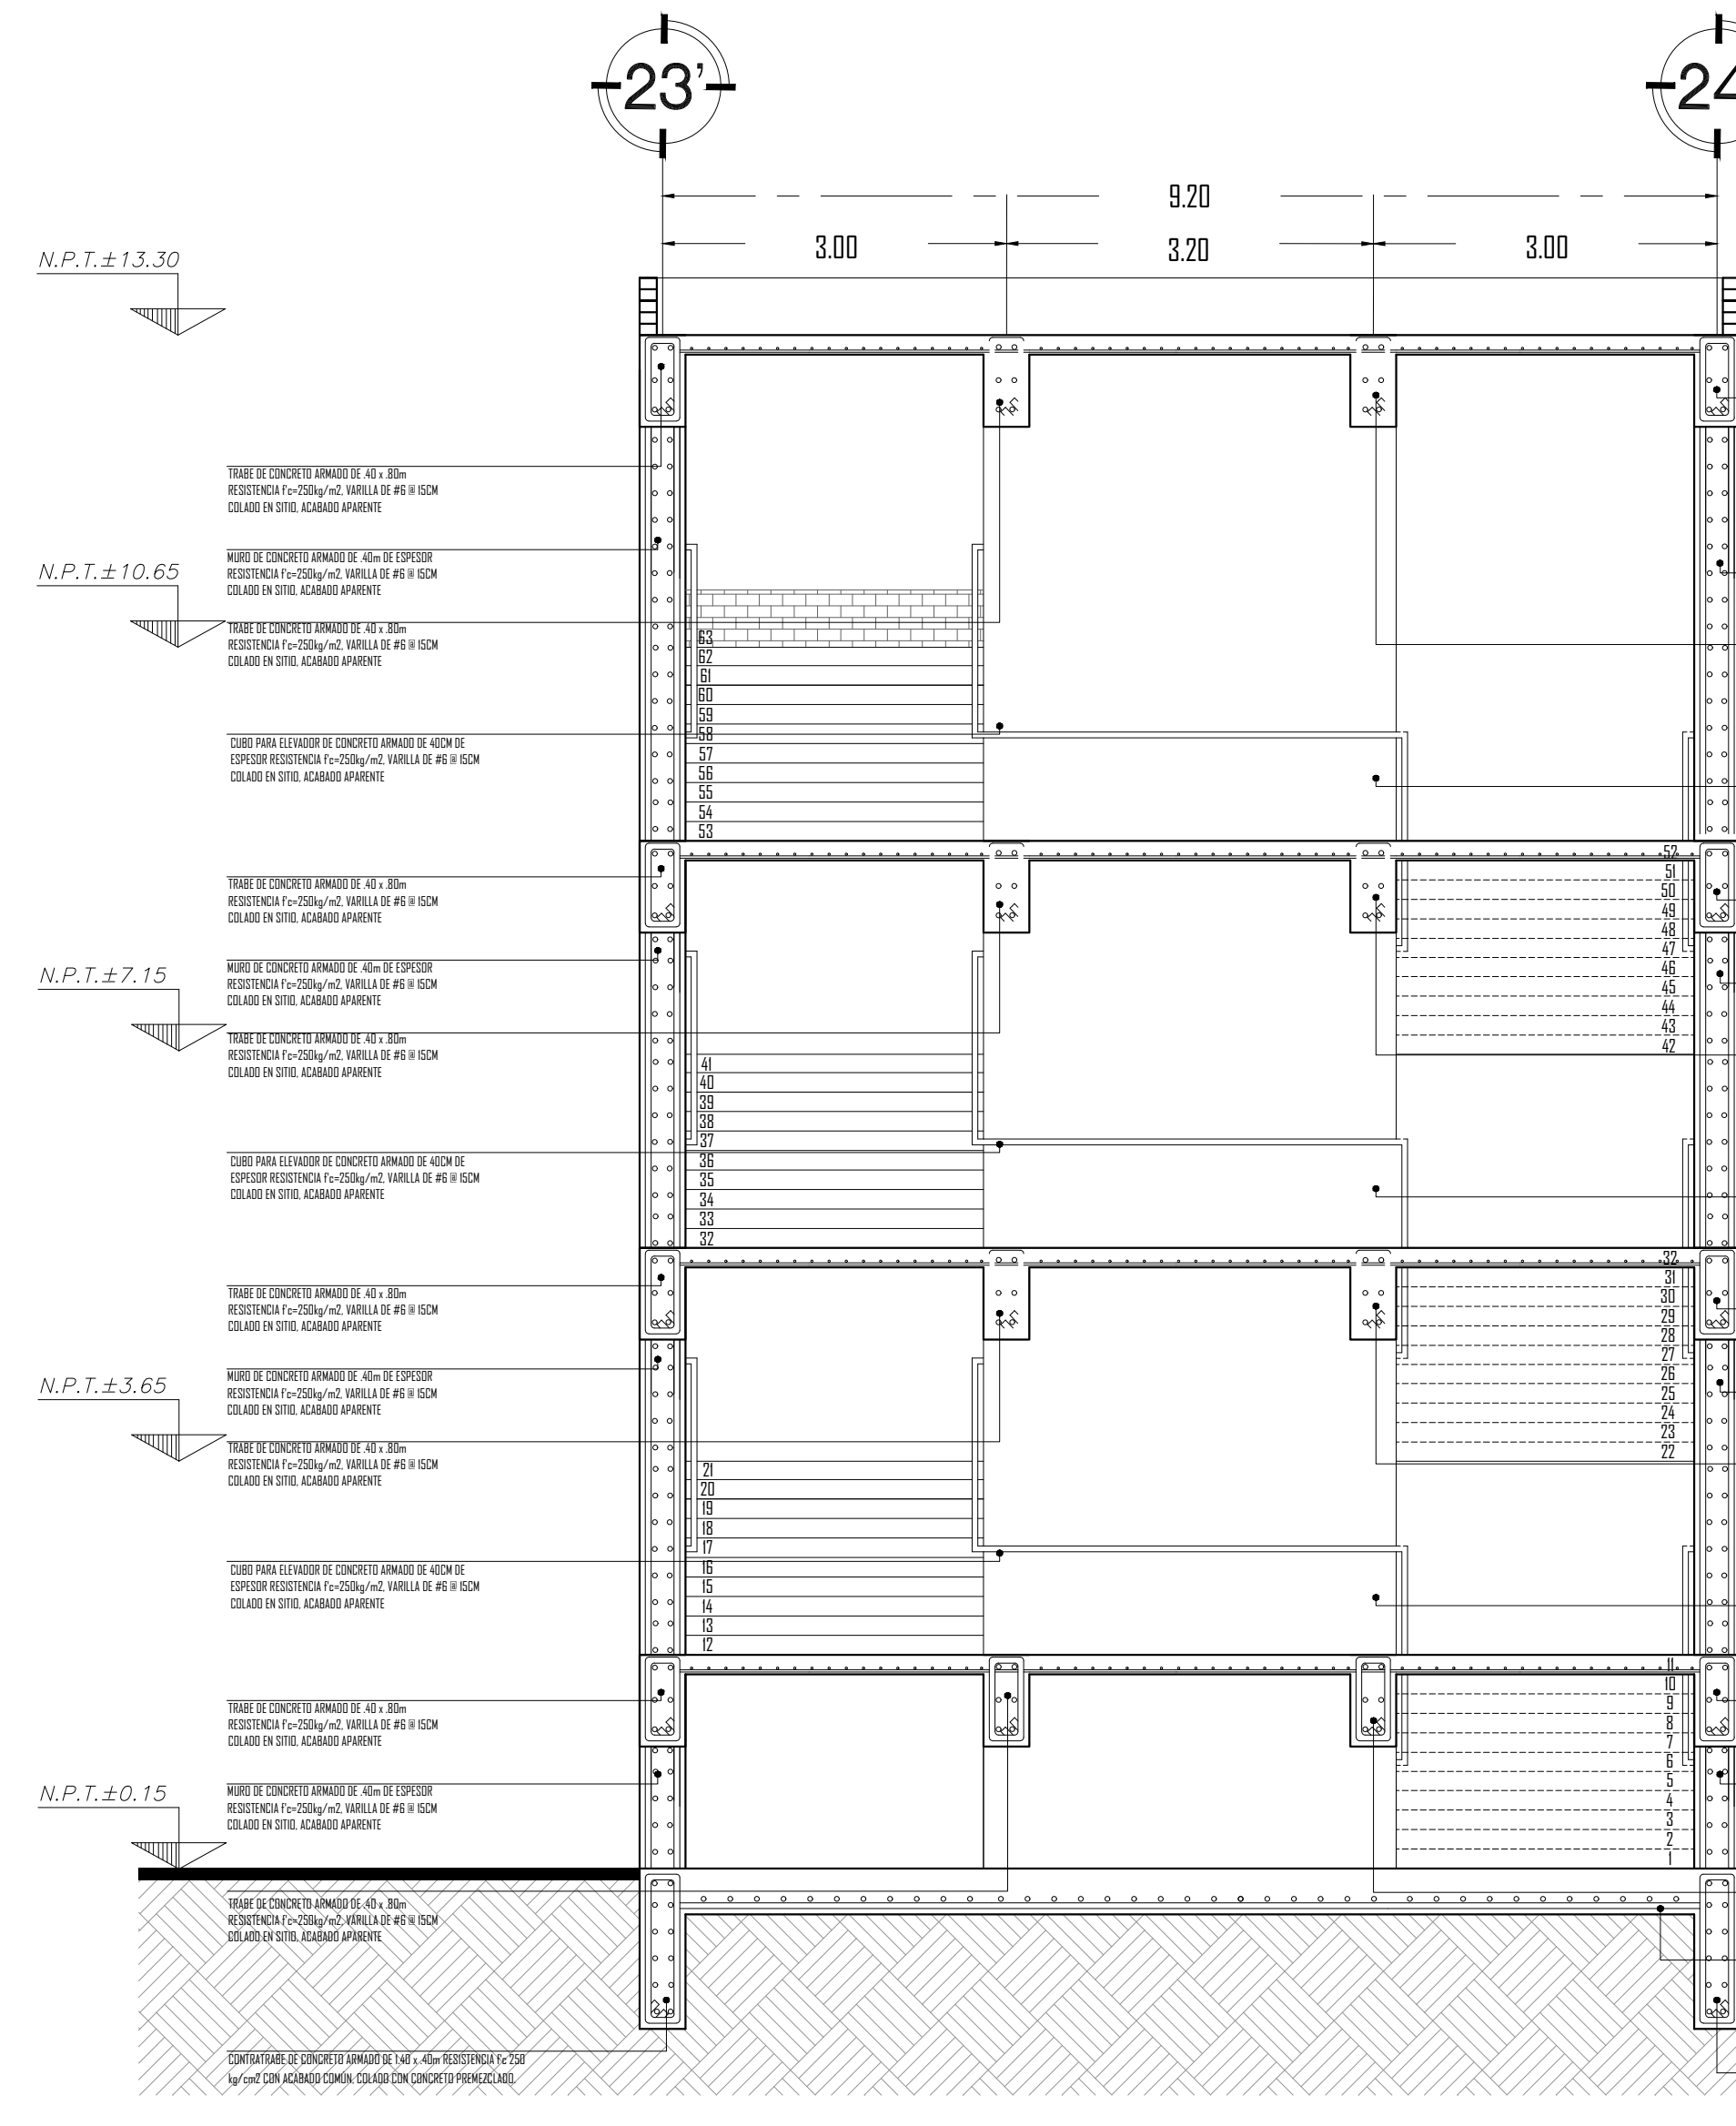 23'
24
9.20
3.00
3.20
3.00
N.P.T.±13.30
TRABE DE CONCRETO ARMADO DE .40 x .80m
RESISTENCIA f'c=250kg/m2, VARILLA DE #6 @ 15CM
COLADO EN SITIO, ACABADO APARENTE
MURO DE CONCRETO ARMADO DE .40m DE ESPESOR
RESISTENCIA f'c=250kg/m2, VARILLA DE #6 @ 15CM
COLADO EN SITIO, ACABADO APARENTE
N.P.T.±10.65
TRABE DE CONCRETO ARMADO DE .40 x .80m
RESISTENCIA f'c=250kg/m2, VARILLA DE #6 @ 15CM
COLADO EN SITIO, ACABADO APARENTE
63
62
61
60
59
58
57
56
55
54
53
CUBO PARA ELEVADOR DE CONCRETO ARMADO DE 40CM DE
ESPESOR RESISTENCIA f'c=250kg/m2, VARILLA DE #6 @ 15CM
COLADO EN SITIO, ACABADO APARENTE
52
51
50
49
48
47
46
45
44
43
42
TRABE DE CONCRETO ARMADO DE .40 x .80m
RESISTENCIA f'c=250kg/m2, VARILLA DE #6 @ 15CM
COLADO EN SITIO, ACABADO APARENTE
MURO DE CONCRETO ARMADO DE .40m DE ESPESOR
RESISTENCIA f'c=250kg/m2, VARILLA DE #6 @ 15CM
COLADO EN SITIO, ACABADO APARENTE
N.P.T.±7.15
TRABE DE CONCRETO ARMADO DE .40 x .80m
RESISTENCIA f'c=250kg/m2, VARILLA DE #6 @ 15CM
COLADO EN SITIO, ACABADO APARENTE
41
40
39
38
37
36
35
34
33
32
CUBO PARA ELEVADOR DE CONCRETO ARMADO DE 40CM DE
ESPESOR RESISTENCIA f'c=250kg/m2, VARILLA DE #6 @ 15CM
COLADO EN SITIO, ACABADO APARENTE
32
31
30
29
28
27
26
25
24
23
22
TRABE DE CONCRETO ARMADO DE .40 x .80m
RESISTENCIA f'c=250kg/m2, VARILLA DE #6 @ 15CM
COLADO EN SITIO, ACABADO APARENTE
MURO DE CONCRETO ARMADO DE .40m DE ESPESOR
RESISTENCIA f'c=250kg/m2, VARILLA DE #6 @ 15CM
COLADO EN SITIO, ACABADO APARENTE
N.P.T.±3.65
TRABE DE CONCRETO ARMADO DE .40 x .80m
RESISTENCIA f'c=250kg/m2, VARILLA DE #6 @ 15CM
COLADO EN SITIO, ACABADO APARENTE
21
20
19
18
17
16
15
14
13
12
CUBO PARA ELEVADOR DE CONCRETO ARMADO DE 40CM DE
ESPESOR RESISTENCIA f'c=250kg/m2, VARILLA DE #6 @ 15CM
COLADO EN SITIO, ACABADO APARENTE
11
10
9
8
7
6
5
4
3
2
1
TRABE DE CONCRETO ARMADO DE .40 x .80m
RESISTENCIA f'c=250kg/m2, VARILLA DE #6 @ 15CM
COLADO EN SITIO, ACABADO APARENTE
MURO DE CONCRETO ARMADO DE .40m DE ESPESOR
RESISTENCIA f'c=250kg/m2, VARILLA DE #6 @ 15CM
COLADO EN SITIO, ACABADO APARENTE
N.P.T.±0.15
TRABE DE CONCRETO ARMADO DE .40 x .80m
RESISTENCIA f'c=250kg/m2, VARILLA DE #6 @ 15CM
COLADO EN SITIO, ACABADO APARENTE
CONTRATRABE DE CONCRETO ARMADO DE 1.40 x .40m RESISTENCIA f'c 250
kg/cm2 CON ACABADO COMÚN, COLADO CON CONCRETO PREMEZCLADO.